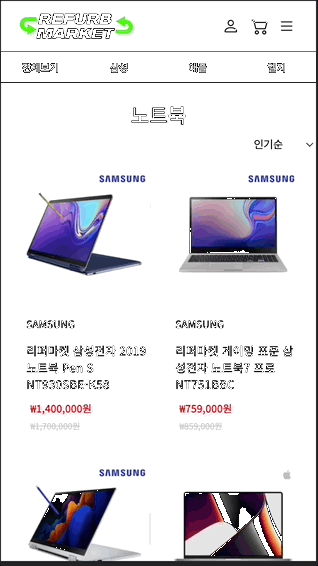 REFURB
MARKET
전체보기 삼성 애플 엘지
노트북
인기순
SAMSUNG SAMSUNG
SAMSUNG
리퍼마켓 삼성전자 2019
노트북 Pen S
NT930SBE-K58
₩1,400,000원
₩1,700,000원
SAMSUNG
리퍼마켓 게이밍 삼
성전자 노트북7 프로
NT751BBC
₩759,000원
₩859,000원
SAMSUNG